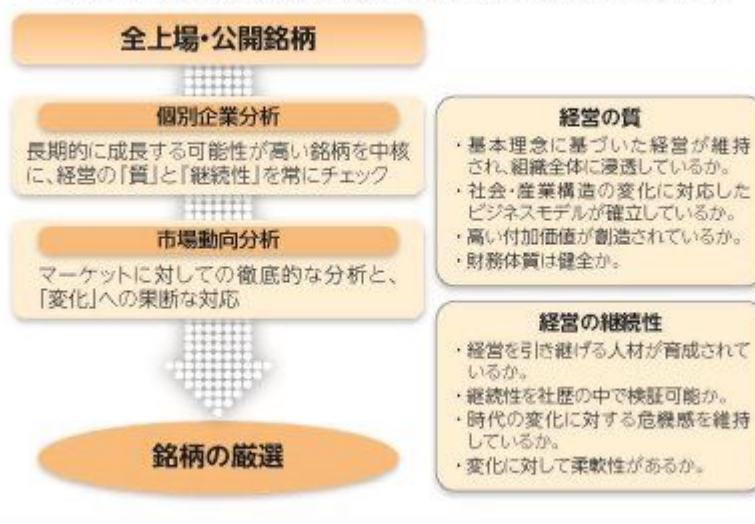 全上場・公開銘柄
個別企業分析
長期的に成長する可能性が高い銘柄を中核
に、経営の「質」と「継続性」を常にチェック
市場動向分析
マーケットに対しての徹底的な分析と、
「変化」への果断な対応
銘柄の厳選
経営の質
・基本理念に基づいた経営が維持
され、組織全体に浸透しているか。
・社会・産業構造の変化に対応した
ビジネスモデルが確立しているか。
・高い付加価値が創造されているか。
・財務体質は健全か。
経営の継続性
・経営を引き継げる人材が育成されて
いるか。
・継続性を社歴の中で検証可能か。
・時代の変化に対する危機感を維持
しているか。
・変化に対して柔軟性があるか。